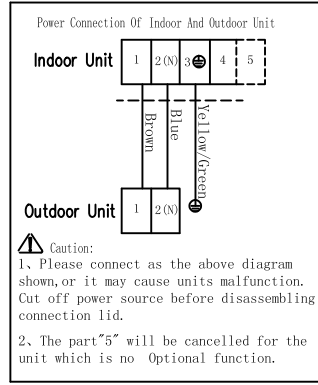 Power Connection Of Indoor And Outdoor Unit
Indoor Unit 1 2(N) 3 4 5
Brown
Blue
Yellow/Green
Outdoor Unit 1 2(N)
Caution:
1、Please connect as the above diagram
shown,or it may cause units malfunction.
Cut off power source before disassembling
connection lid.
2、The part"5" will be cancelled for the
unit which is no Optional function.